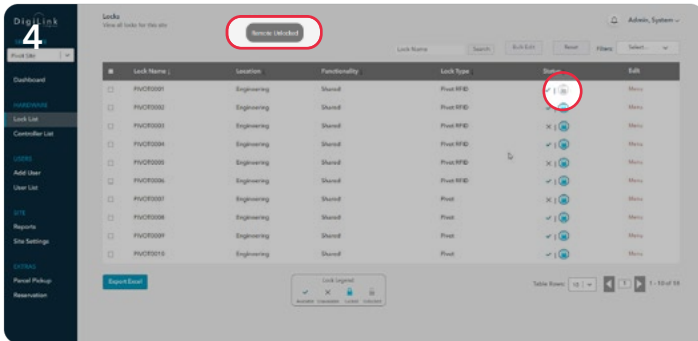 DigiLink
4
Pivot Site
Dashboard
HARDWARE
Lock List
Controller List
USERS
Add User
User List
SITE
Reports
Site Settings
EXTRAS
Parcel Pickup
Reservation
Locks
View all locks for this site
Remote Unlocked
Admin, System
Lock Name Search Bulk Edit Reset Filters Select...
Lock Name Location Functionality Lock Type Status Edit
PIVOT0001 Engineering Shared Pivot RFID Menu
PIVOT0002 Engineering Shared Pivot RFID Menu
PIVOT0003 Engineering Shared Pivot RFID Menu
PIVOT0004 Engineering Shared Pivot RFID Menu
PIVOT0005 Engineering Shared Pivot RFID Menu
PIVOT0006 Engineering Shared Pivot RFID Menu
PIVOT0007 Engineering Shared Pivot Menu
PIVOT0008 Engineering Shared Pivot Menu
PIVOT0009 Engineering Shared Pivot Menu
PIVOT0010 Engineering Shared Pivot Menu
Export Excel
Lock Legend
Available Unavailable Locked Unlocked
Table Rows: 10 1 1 - 10 of 10